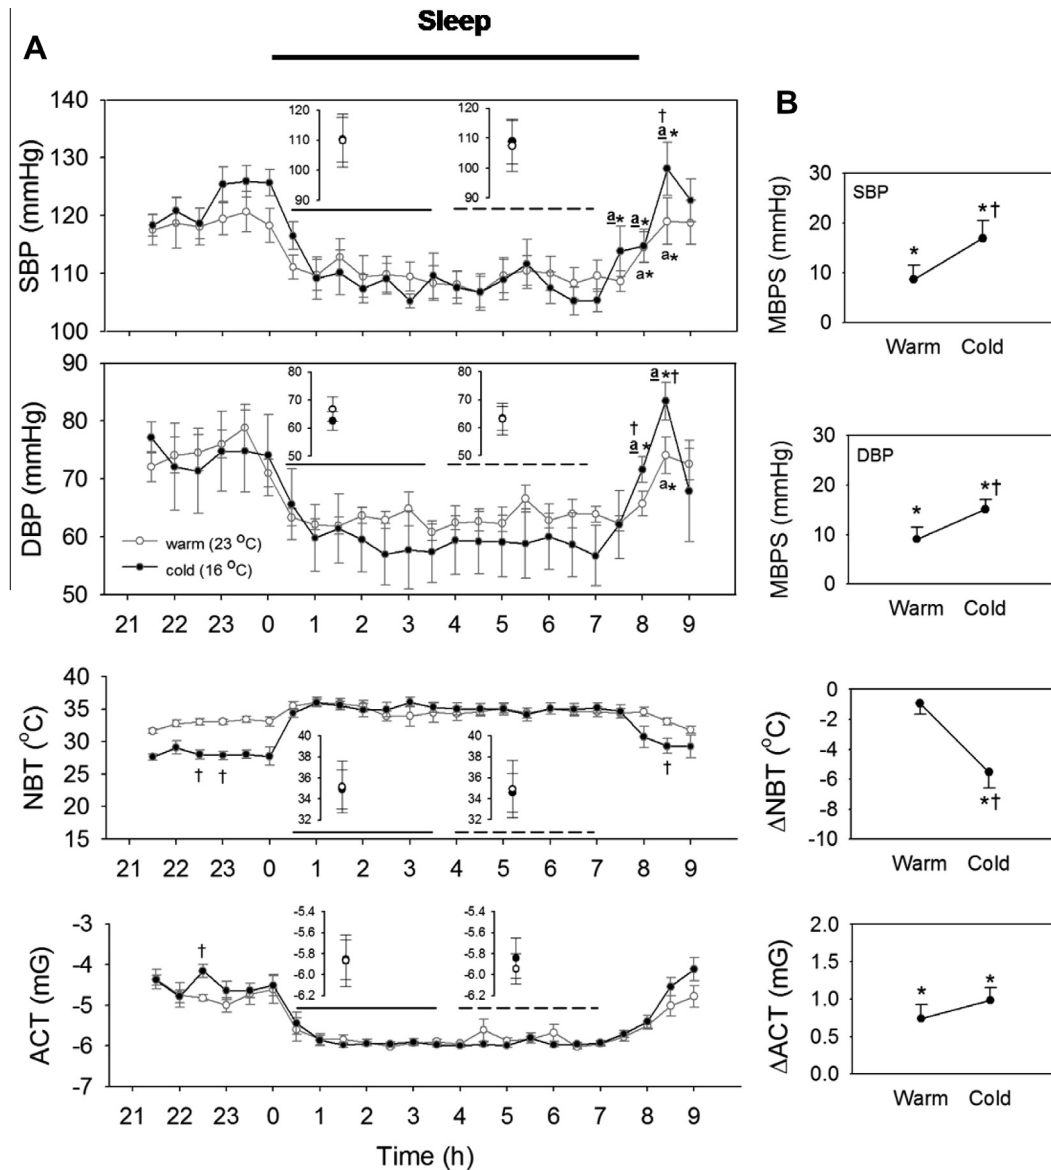 Sleep
A
B
SBP (mmHg)
140
130
120
110
100
120
110
100
90
120
110
100
90
a*
a*
†
a*
a*
a*
MBPS (mmHg)
30
20
10
0
SBP
*
*†
Warm Cold
DBP (mmHg)
90
80
70
60
50
80
70
60
50
80
70
60
50
a*†
†
a*
a*
warm (23 °C)
cold (16 °C)
21 22 23 0 1 2 3 4 5 6 7 8 9
MBPS (mmHg)
30
20
10
0
DBP
*
*†
Warm Cold
NBT (°C)
40
35
30
25
20
15
40
38
36
34
32
40
38
36
34
32
† †
†
21 22 23 0 1 2 3 4 5 6 7 8 9
ΔNBT (°C)
0
-2
-4
-6
-8
-10
*†
Warm Cold
ACT (mG)
-3
-4
-5
-6
-7
-5.4
-5.6
-5.8
-6.0
-6.2
-5.4
-5.6
-5.8
-6.0
-6.2
†
21 22 23 0 1 2 3 4 5 6 7 8 9
Time (h)
ΔACT (mG)
2.0
1.5
1.0
0.5
0.0
*
*
Warm Cold